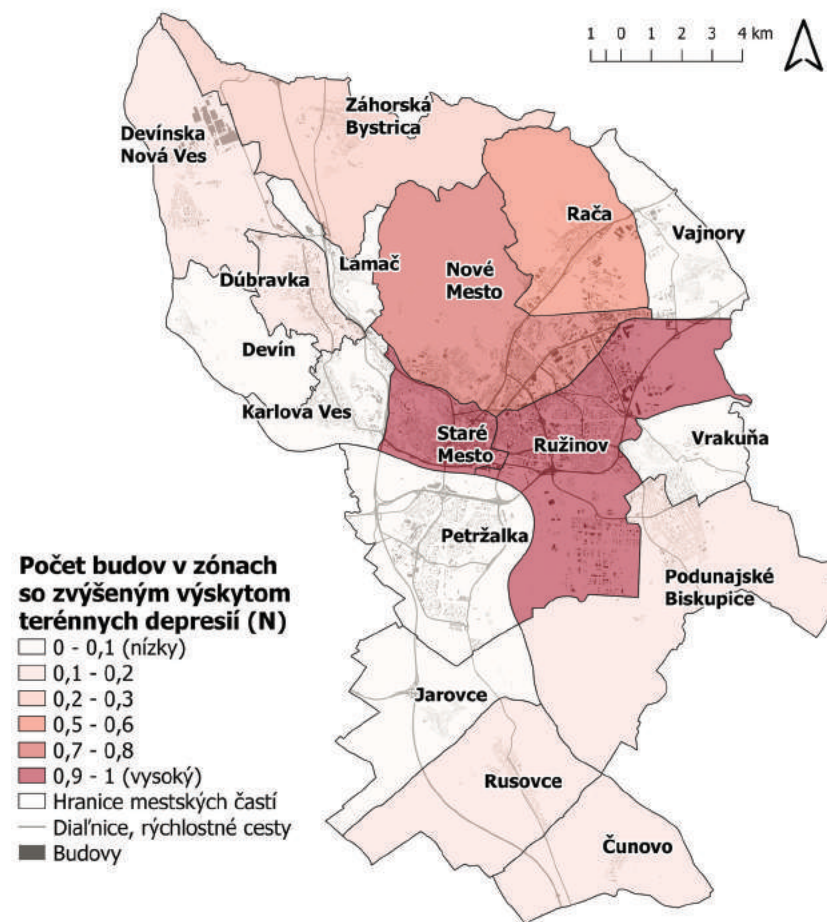 1 0 1 2 3 4 km
Záhorská
Bystrica
Devínska
Nová Ves
Rača
Vajnory
Lamač
Nové
Mesto
Dúbravka
Devín
Karlova Ves
Staré
Mesto
Ružinov
Vrakuňa
Petržalka
Podunajské
Biskupice
Jarovce
Rusovce
Čunovo
Počet budov v zónach
so zvýšeným výskytom
terénnych depresií (N)
0 - 0,1 (nízky)
0,1 - 0,2
0,2 - 0,3
0,5 - 0,6
0,7 - 0,8
0,9 - 1 (vysoký)
Hranice mestských častí
Diaľnice, rýchlostné cesty
Budovy